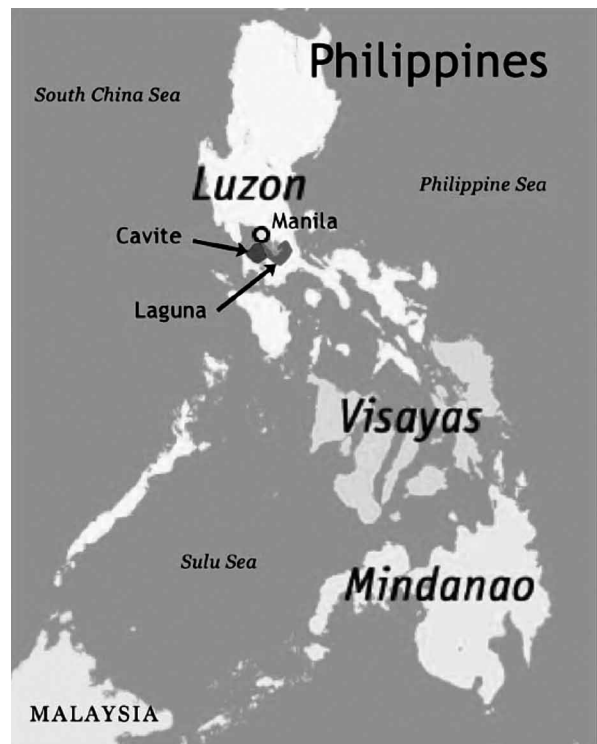 Philippines
South China Sea
Luzon
Philippine Sea
Manila
Cavite
Laguna
Visayas
Sulu Sea
Mindanao
MALAYSIA